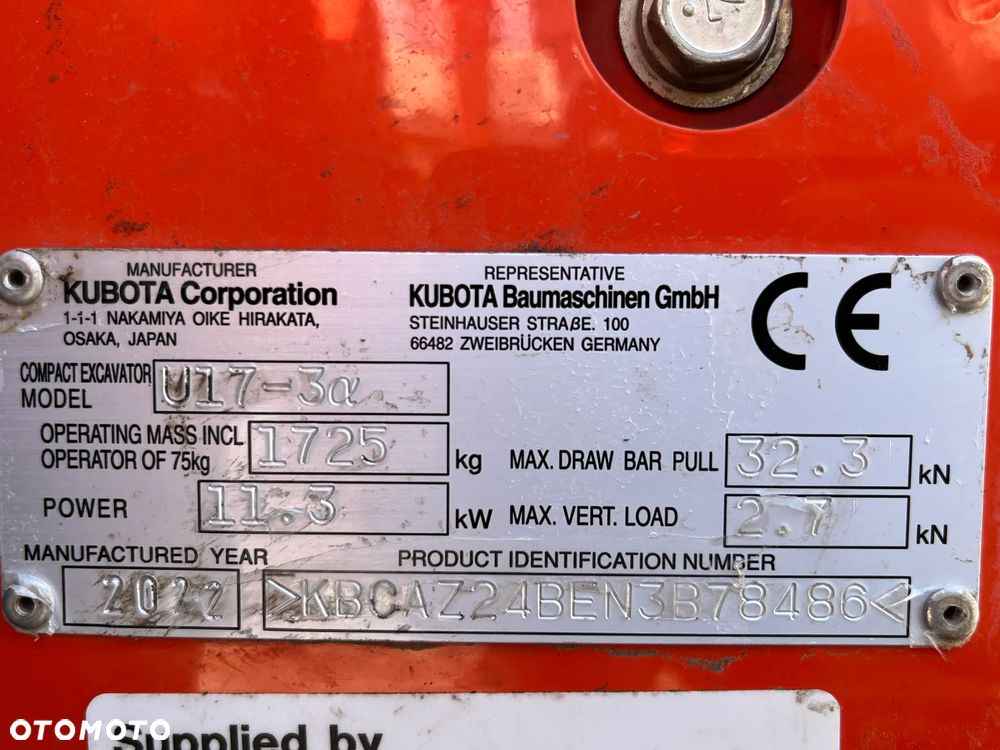 MANUFACTURER
KUBOTA Corporation
1-1-1 NAKAMIYA OIKE HIRAKATA,
OSAKA, JAPAN
REPRESENTATIVE
KUBOTA Baumaschinen GmbH
STEINHAUSER STRAßE. 100
66482 ZWEIBRÜCKEN GERMANY
CE
COMPACT EXCAVATOR
MODEL U17-3α
OPERATING MASS INCL
OPERATOR OF 75kg 1725 kg
MAX. DRAW BAR PULL 32.3 kN
POWER 11.3 kW
MAX. VERT. LOAD 2.7 kN
MANUFACTURED YEAR
2022
PRODUCT IDENTIFICATION NUMBER
>KBCAZ24BEN3B78486<
Supplied by
OTOMOTO